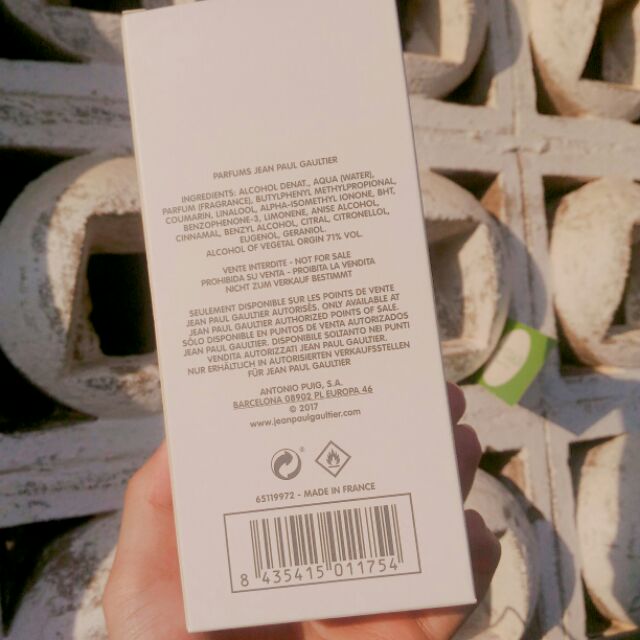 PARFUMS JEAN PAUL GAULTIER
INGREDIENTS: ALCOHOL DENAT., AQUA (WATER),
PARFUM (FRAGRANCE), BUTYLPHENYL METHYLPROPIONAL,
COUMARIN, LINALOOL, ALPHA-ISOMETHYL IONONE, BHT,
BENZOPHENONE-3, LIMONENE, ANISE ALCOHOL,
CINNAMAL, BENZYL ALCOHOL, CITRAL, CITRONELLOL,
EUGENOL, GERANIOL.
ALCOHOL OF VEGETAL ORGIN 71% VOL.
VENTE INTERDITE - NOT FOR SALE
PROHIBIDA SU VENTA - PROIBITA LA VENDITA
NICHT ZUM VERKAUF BESTIMMT
SEULEMENT DISPONIBLE SUR LES POINTS DE VENTE
JEAN PAUL GAULTIER AUTORISÉS. ONLY AVAILABLE AT
JEAN PAUL GAULTIER AUTHORIZED POINTS OF SALE.
SÓLO DISPONIBLE EN PUNTOS DE VENTA AUTORIZADOS
JEAN PAUL GAULTIER. DISPONIBILE SOLTANTO NEI PUNTI
VENDITA AUTORIZZATI JEAN PAUL GAULTIER.
NUR ERHÄLTLICH IN AUTORISIERTEN VERKAUFSSTELLEN
FÜR JEAN PAUL GAULTIER
ANTONIO PUIG, S.A.
BARCELONA 08902 PL EUROPA 46
© 2017
www.jeanpaulgaultier.com
65119972 - MADE IN FRANCE
8 435415 011754